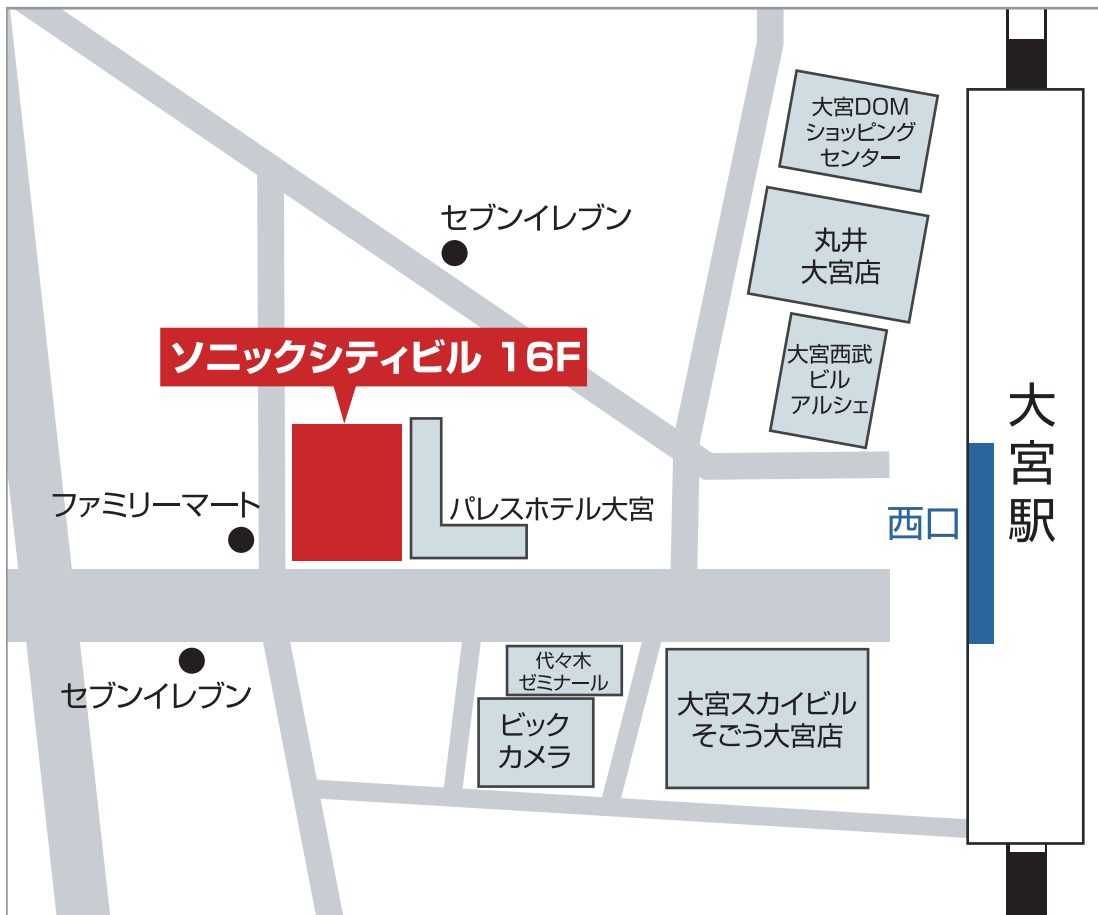 大宮DOM
ショッピング
センター
セブンイレブン
丸井
大宮店
ソニックシティビル 16F
大宮西武
ビル
アルシェ
大宮駅
ファミリーマート
パレスホテル大宮
西口
セブンイレブン
代々木
ゼミナール
ビック
カメラ
大宮スカイビル
そごう大宮店